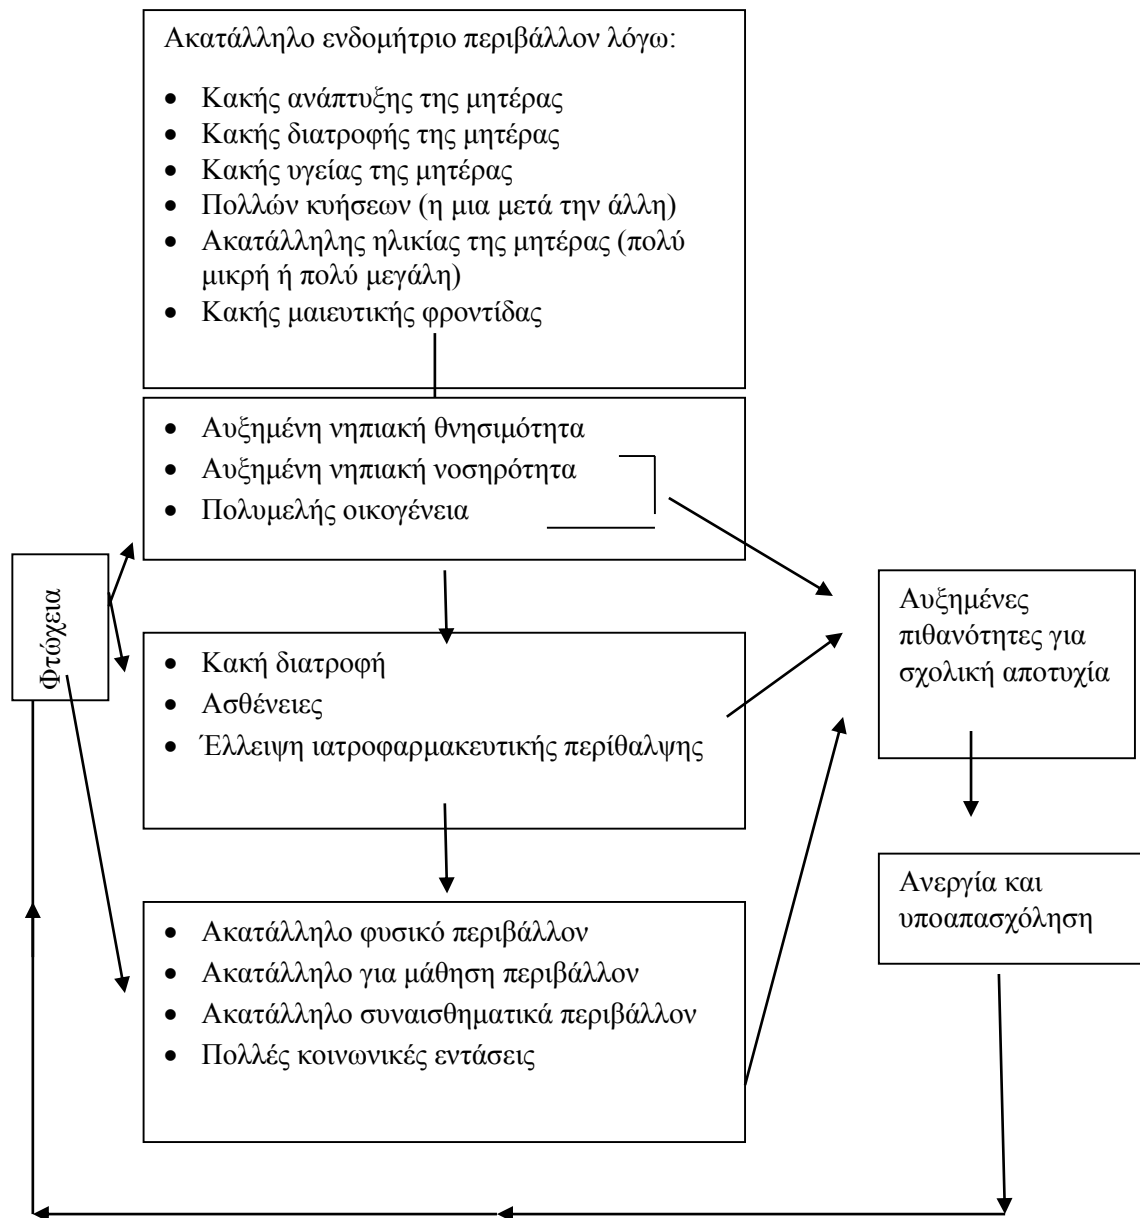 Ακατάλληλο ενδομήτριο περιβάλλον λόγω:
• Κακής ανάπτυξης της μητέρας
• Κακής διατροφής της μητέρας
• Κακής υγείας της μητέρας
• Πολλών κυήσεων (η μια μετά την άλλη)
• Ακατάλληλης ηλικίας της μητέρας (πολύ
μικρή ή πολύ μεγάλη)
• Κακής μαιευτικής φροντίδας
• Αυξημένη νηπιακή θνησιμότητα
• Αυξημένη νηπιακή νοσηρότητα
• Πολυμελής οικογένεια
Φτώχεια
• Κακή διατροφή
• Ασθένειες
• Έλλειψη ιατροφαρμακευτικής περίθαλψης
• Ακατάλληλο φυσικό περιβάλλον
• Ακατάλληλο για μάθηση περιβάλλον
• Ακατάλληλο συναισθηματικά περιβάλλον
• Πολλές κοινωνικές εντάσεις
Αυξημένες
πιθανότητες για
σχολική αποτυχία
Ανεργία και
υποαπασχόληση